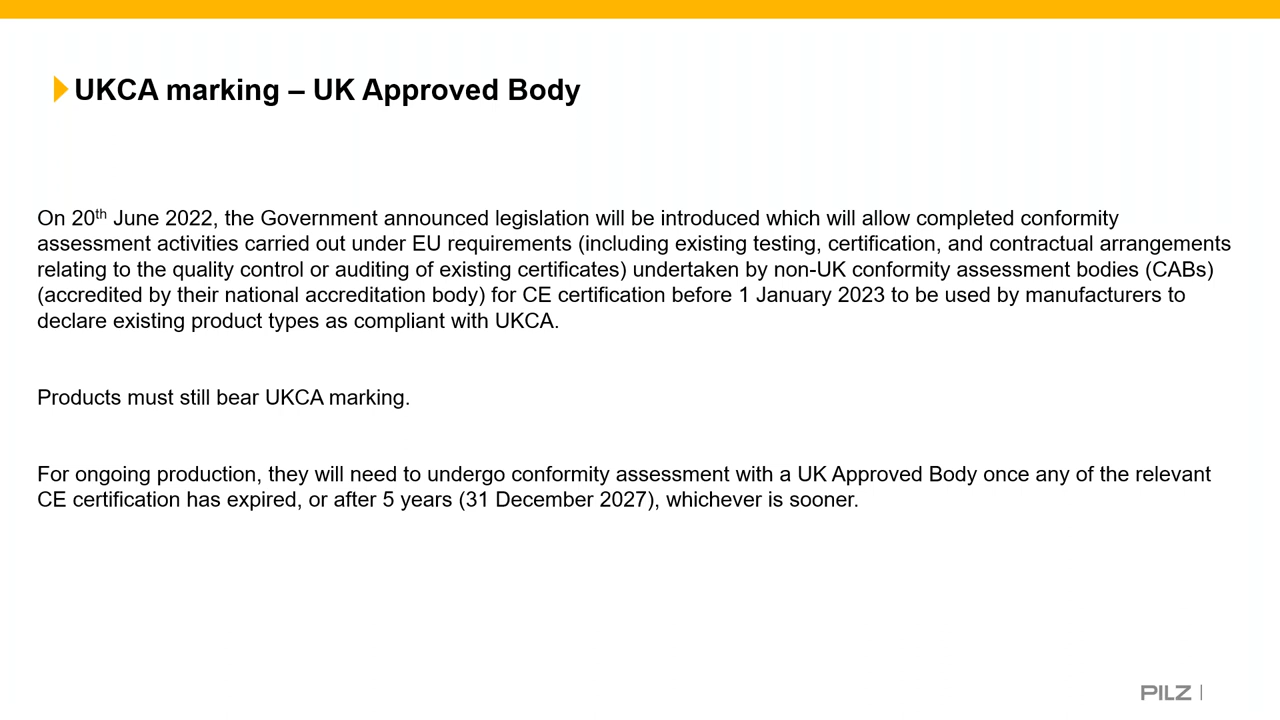 UKCA marking – UK Approved Body
On 20th June 2022, the Government announced legislation will be introduced which will allow completed conformity
assessment activities carried out under EU requirements (including existing testing, certification, and contractual arrangements
relating to the quality control or auditing of existing certificates) undertaken by non-UK conformity assessment bodies (CABs)
(accredited by their national accreditation body) for CE certification before 1 January 2023 to be used by manufacturers to
declare existing product types as compliant with UKCA.
Products must still bear UKCA marking.
For ongoing production, they will need to undergo conformity assessment with a UK Approved Body once any of the relevant
CE certification has expired, or after 5 years (31 December 2027), whichever is sooner.
PILZ |